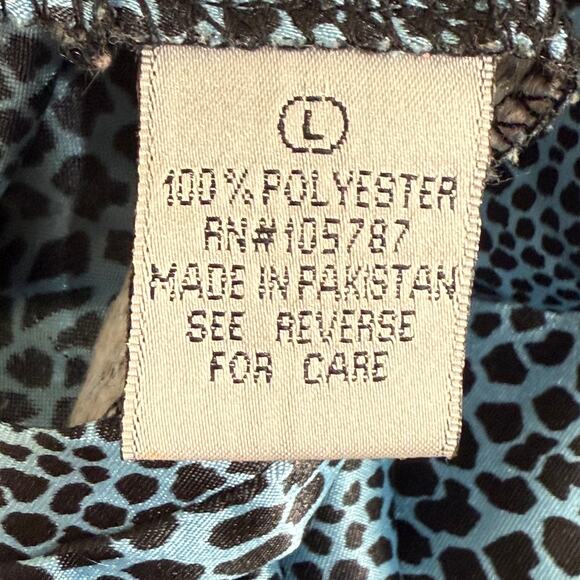 L
100% POLYESTER
RN#105787
MADE IN PAKISTAN
SEE REVERSE
FOR CARE